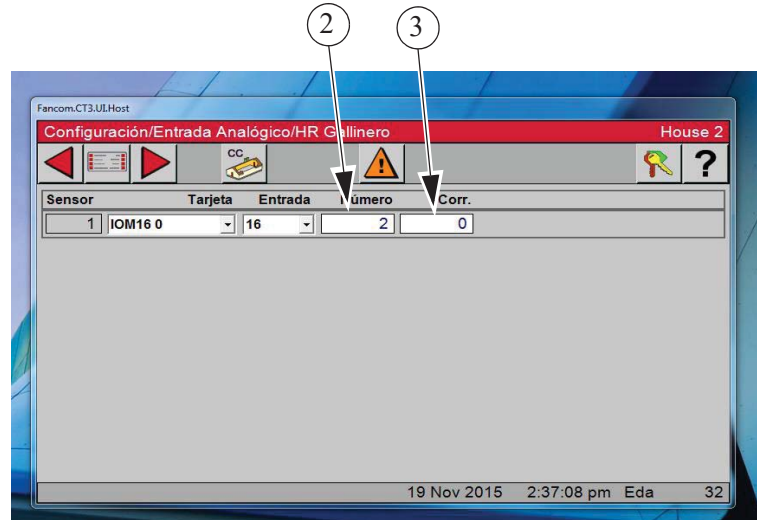 2 3
Fancom.CT3.UI.Host
Configuración/Entrada Analógico/HR Gallinero House 2
CC ?
Sensor Tarjeta Entrada Número Corr.
1 IOM16 0 16 2 0
19 Nov 2015 2:37:08 pm Eda 32